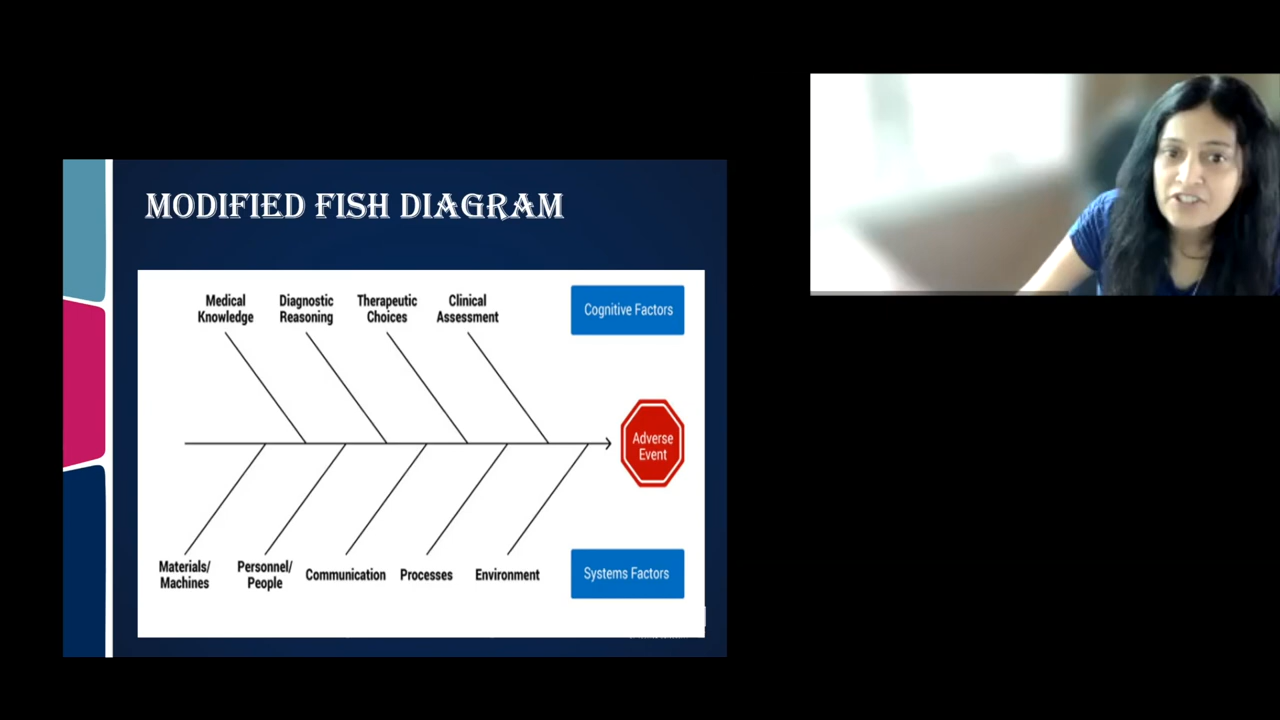 MODIFIED FISH DIAGRAM
Medical
Knowledge
Diagnostic
Reasoning
Therapeutic
Choices
Clinical
Assessment
Cognitive Factors
Adverse
Event
Materials/
Machines
Personnel/
People
Communication
Processes
Environment
Systems Factors